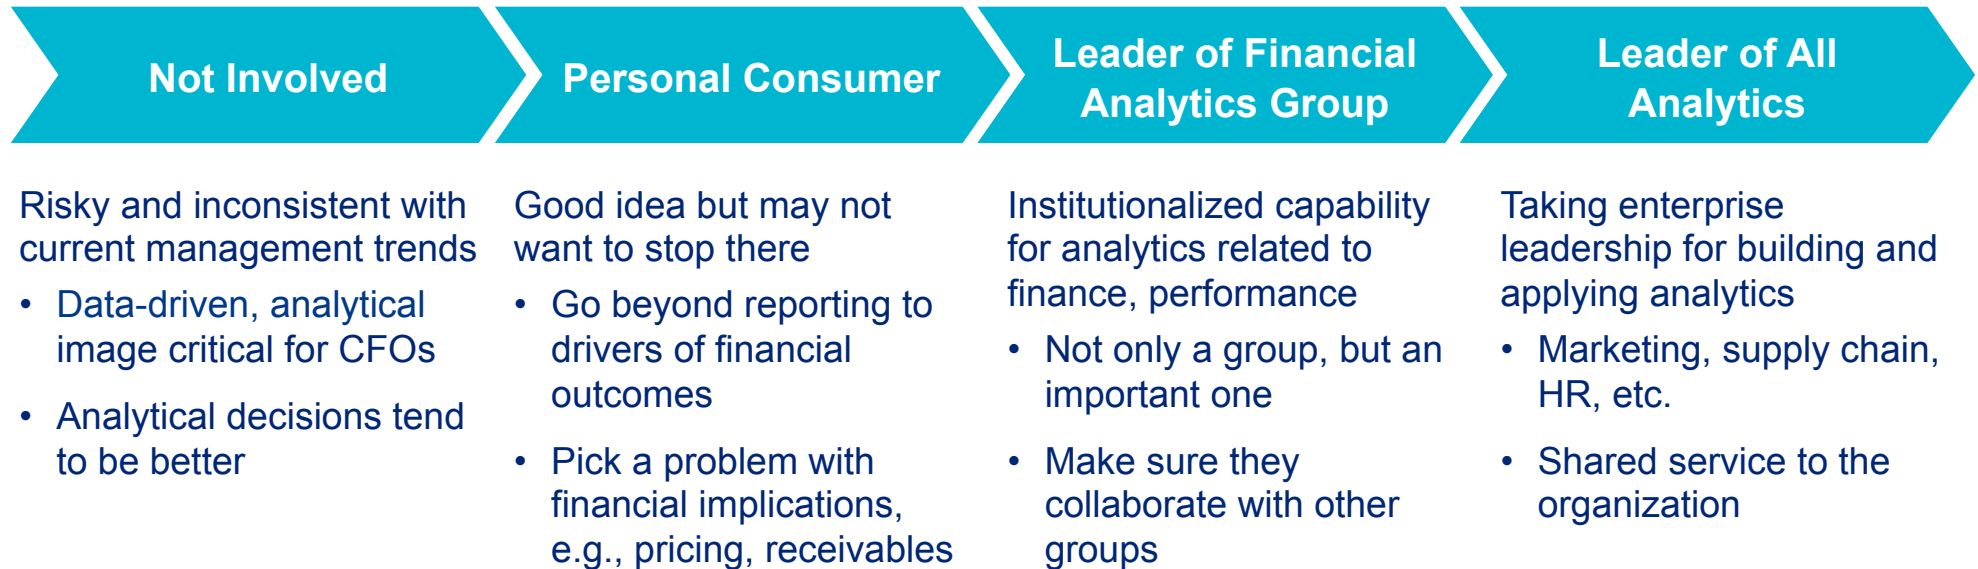 Not Involved
Personal Consumer
Leader of Financial
Analytics Group
Leader of All
Analytics
Risky and inconsistent with
current management trends
• Data-driven, analytical
image critical for CFOs
• Analytical decisions tend
to be better
Good idea but may not
want to stop there
• Go beyond reporting to
drivers of financial
outcomes
• Pick a problem with
financial implications,
e.g., pricing, receivables
Institutionalized capability
for analytics related to
finance, performance
• Not only a group, but an
important one
• Make sure they
collaborate with other
groups
Taking enterprise
leadership for building and
applying analytics
• Marketing, supply chain,
HR, etc.
• Shared service to the
organization